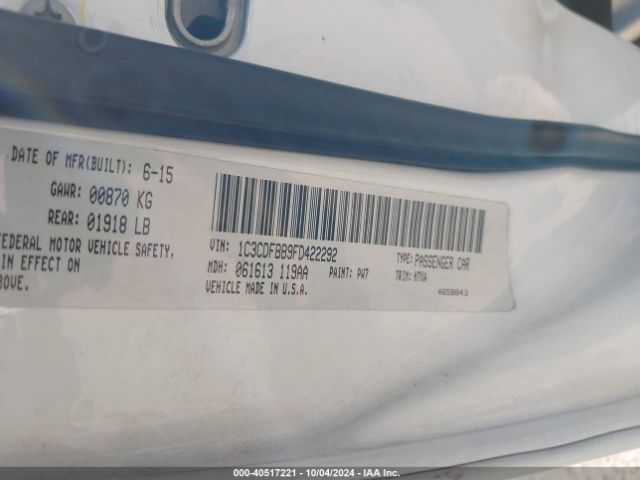 DATE OF MFR(BUILT): 6-15
GAWR: 00870 KG
REAR: 01918 LB
FEDERAL MOTOR VEHICLE SAFETY,
IN EFFECT ON
BOVE.
VIN: 1C3CDFBB9FD422292
TYPE: PASSENGER CAR
MDH: 061613 119AA
PAINT: PW7
TRIM: H7XA
VEHICLE MADE IN U.S.A.
4658843
000-40517221 - 10/04/2024 - IAA Inc.